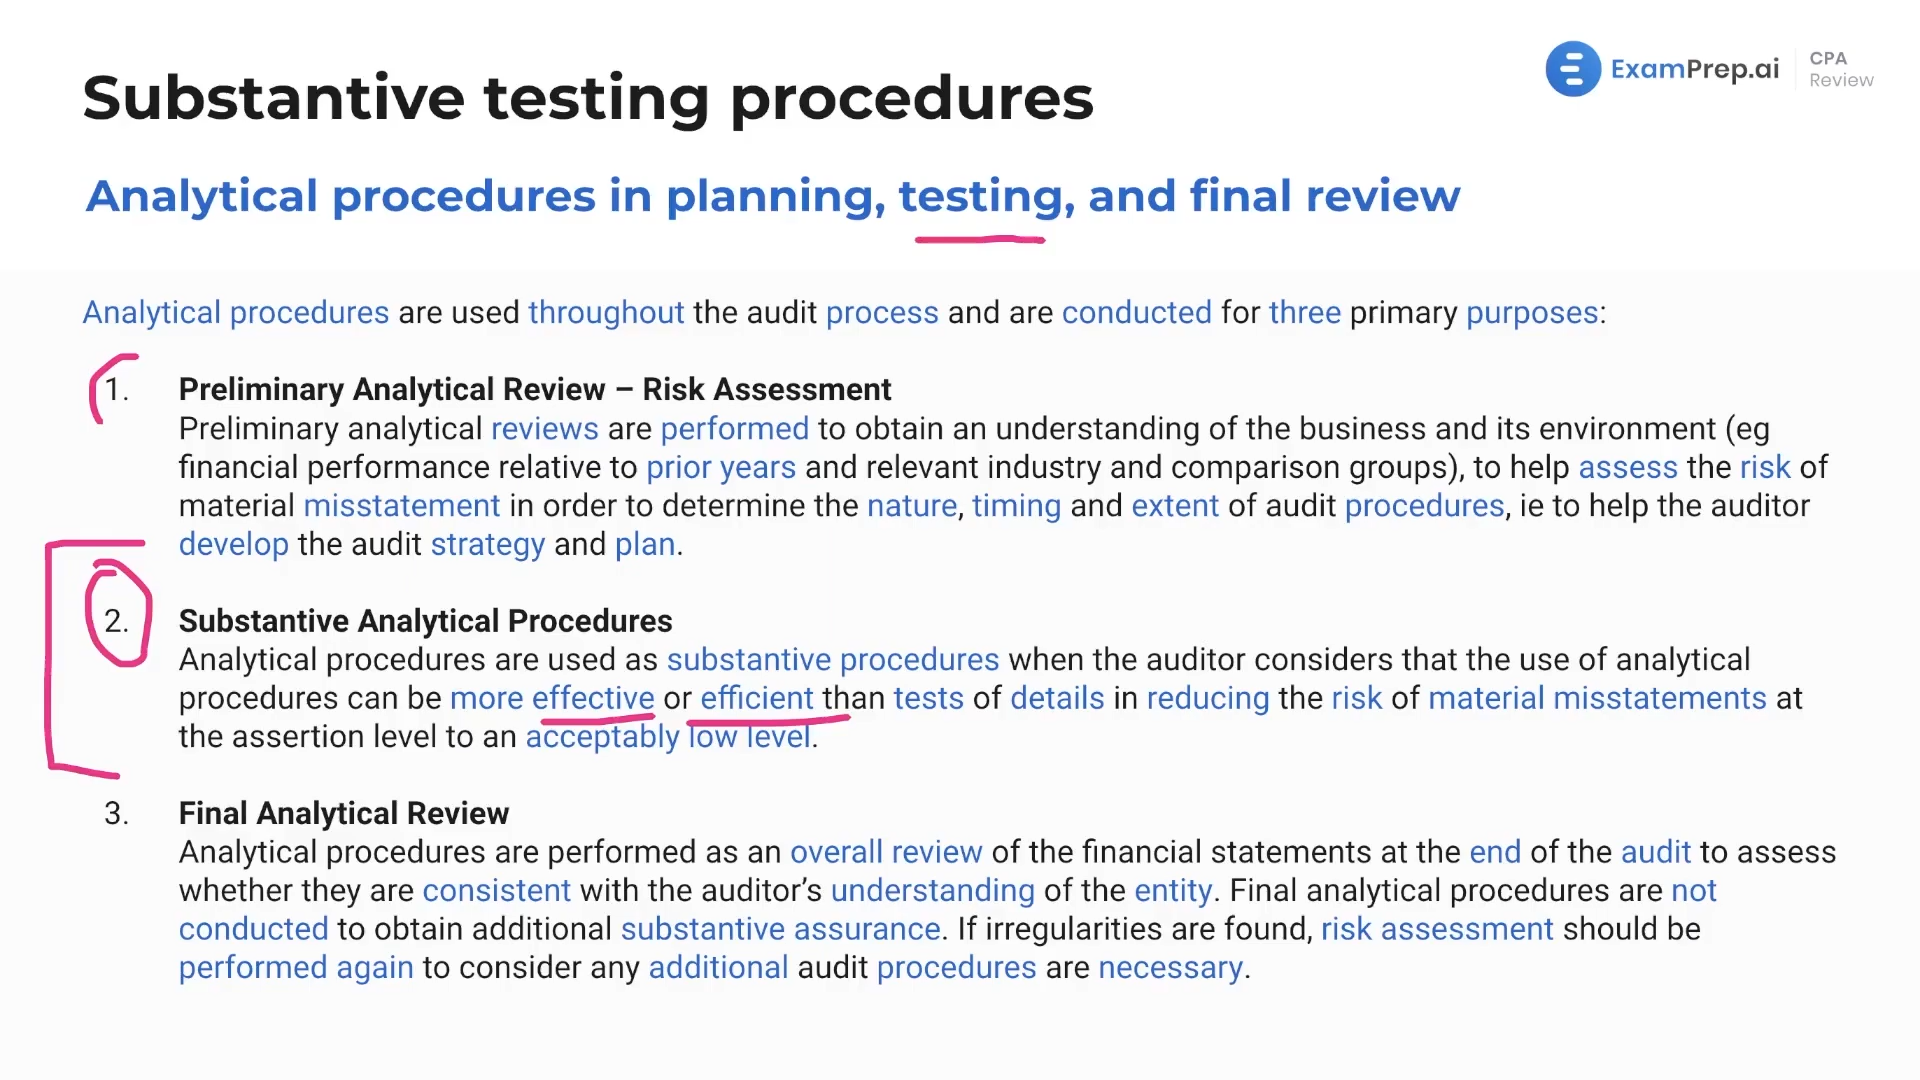 Substantive testing procedures
ExamPrep.ai
CPA
Review
Analytical procedures in planning, testing, and final review
Analytical procedures are used throughout the audit process and are conducted for three primary purposes:
1. Preliminary Analytical Review – Risk Assessment
Preliminary analytical reviews are performed to obtain an understanding of the business and its environment (eg
financial performance relative to prior years and relevant industry and comparison groups), to help assess the risk of
material misstatement in order to determine the nature, timing and extent of audit procedures, ie to help the auditor
develop the audit strategy and plan.
2. Substantive Analytical Procedures
Analytical procedures are used as substantive procedures when the auditor considers that the use of analytical
procedures can be more effective or efficient than tests of details in reducing the risk of material misstatements at
the assertion level to an acceptably low level.
3. Final Analytical Review
Analytical procedures are performed as an overall review of the financial statements at the end of the audit to assess
whether they are consistent with the auditor’s understanding of the entity. Final analytical procedures are not
conducted to obtain additional substantive assurance. If irregularities are found, risk assessment should be
performed again to consider any additional audit procedures are necessary.